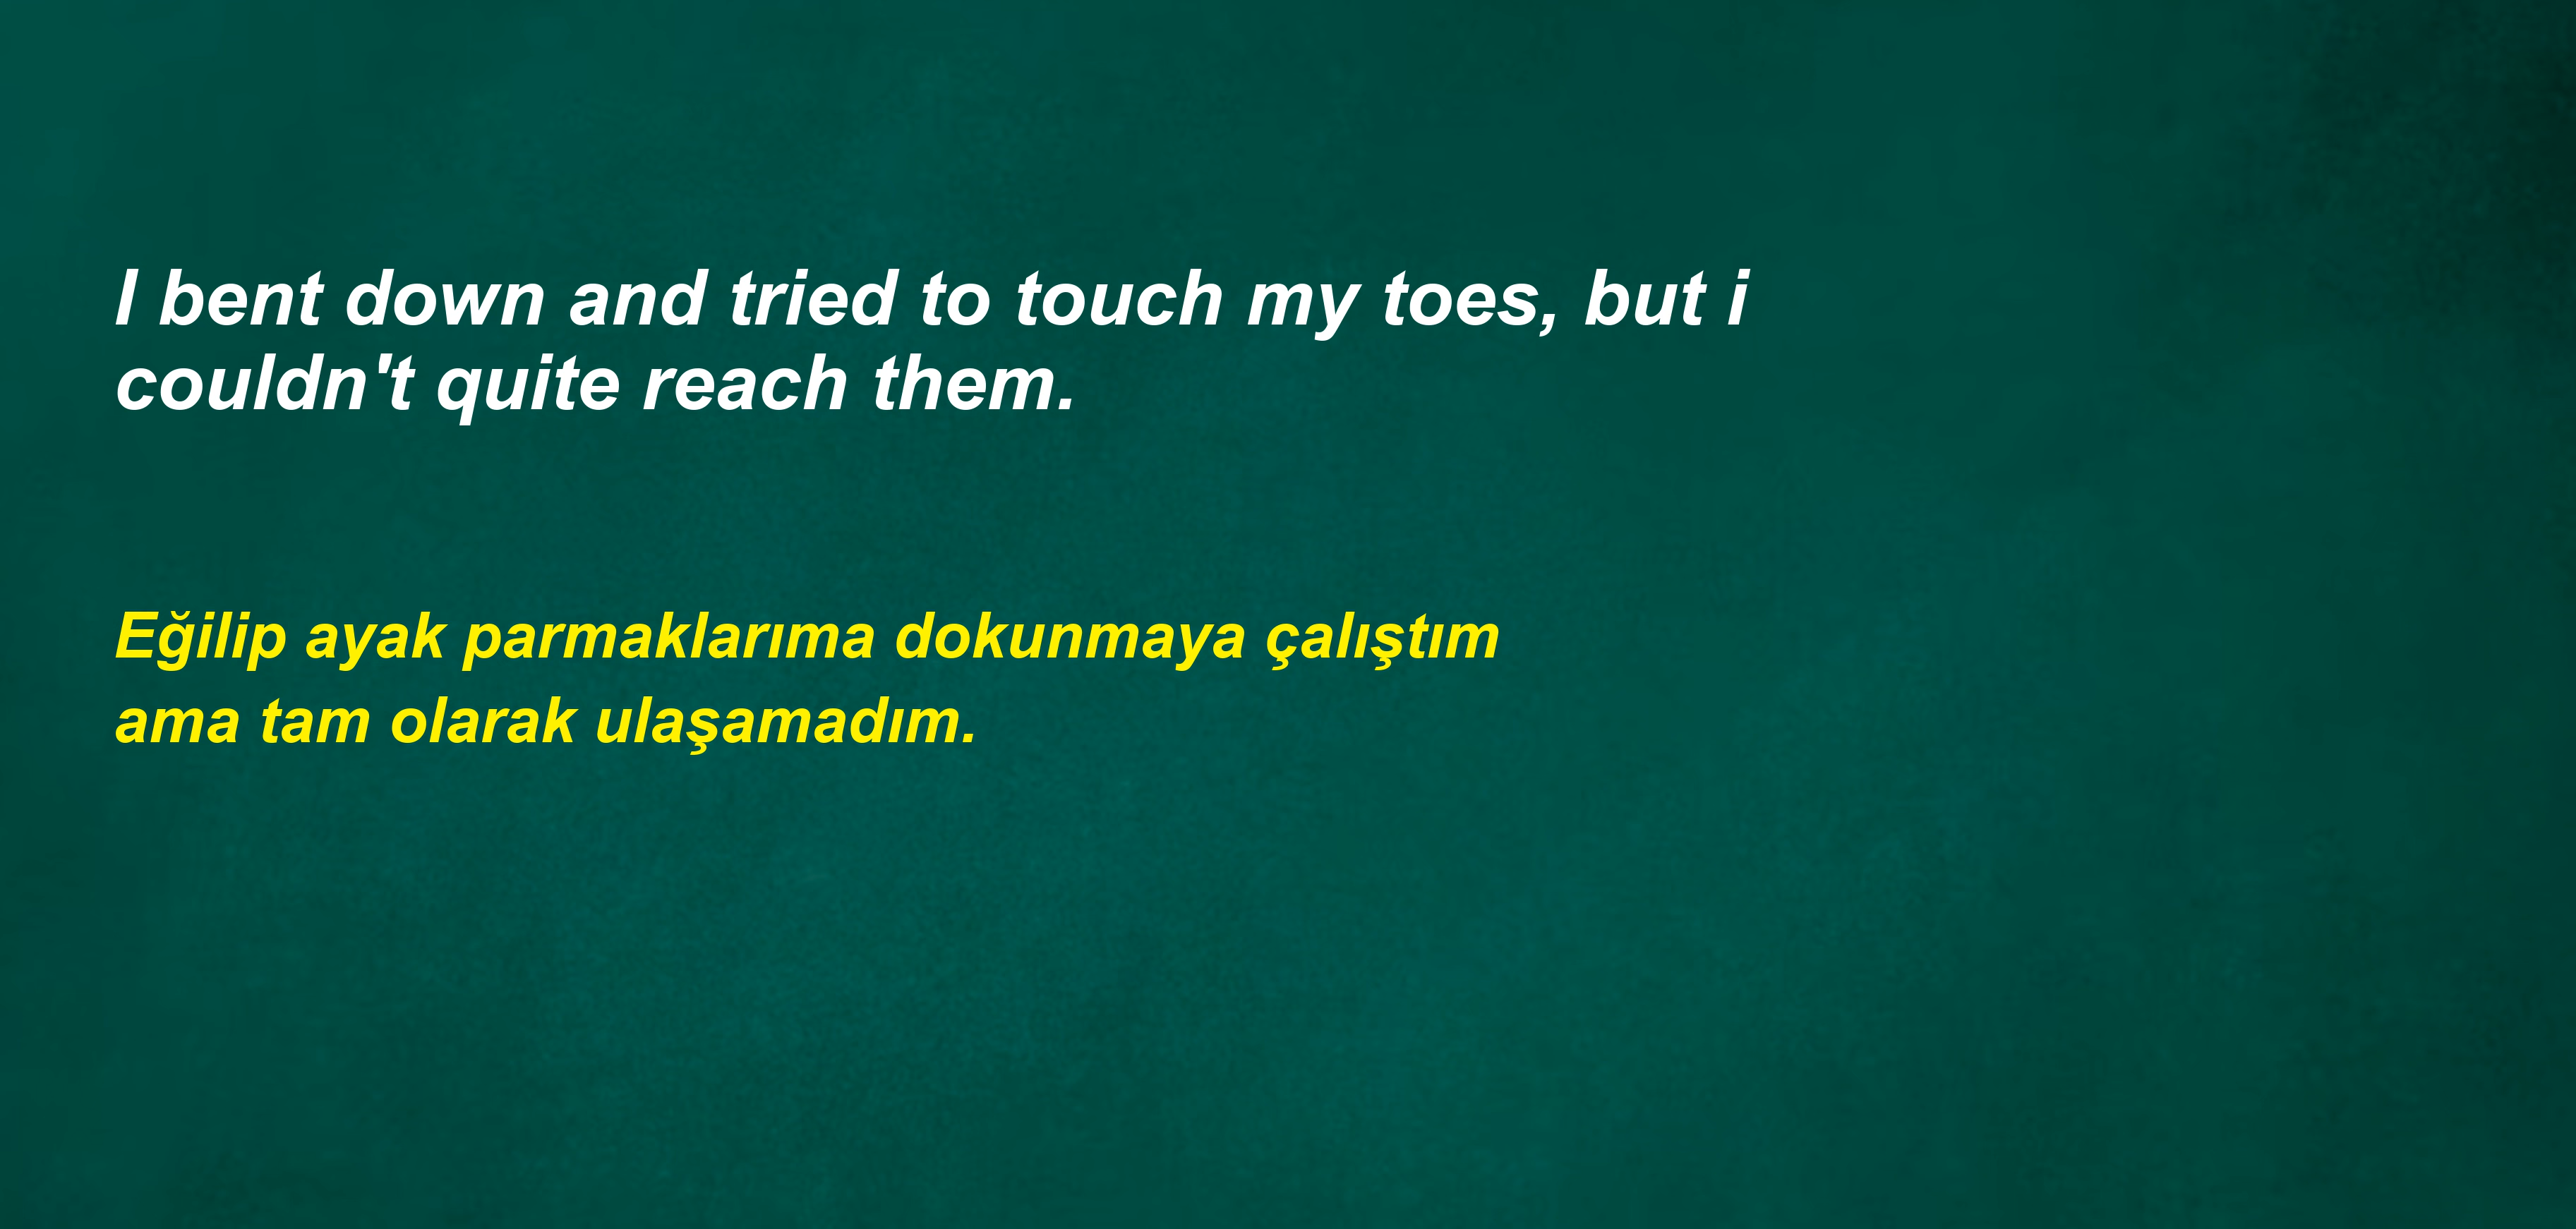 I bent down and tried to touch my toes, but i
couldn't quite reach them.
Eğilip ayak parmaklarıma dokunmaya çalıştım
ama tam olarak ulaşamadım.